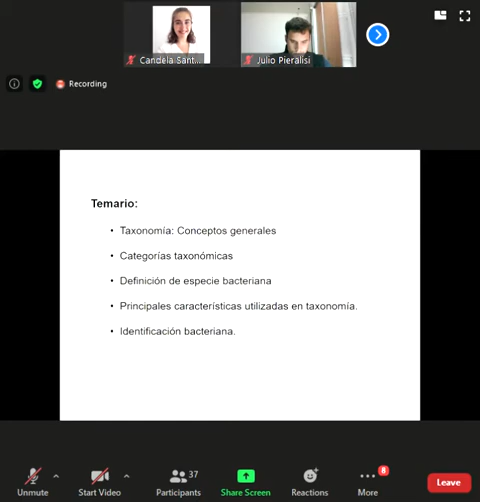 Candela Sant...
Julio Pieralisi
Recording
Temario:
• Taxonomía: Conceptos generales
• Categorías taxonómicas
• Definición de especie bacteriana
• Principales características utilizadas en taxonomía.
• Identificación bacteriana.
37
8
Unmute
Start Video
Participants
Share Screen
Reactions
More
Leave